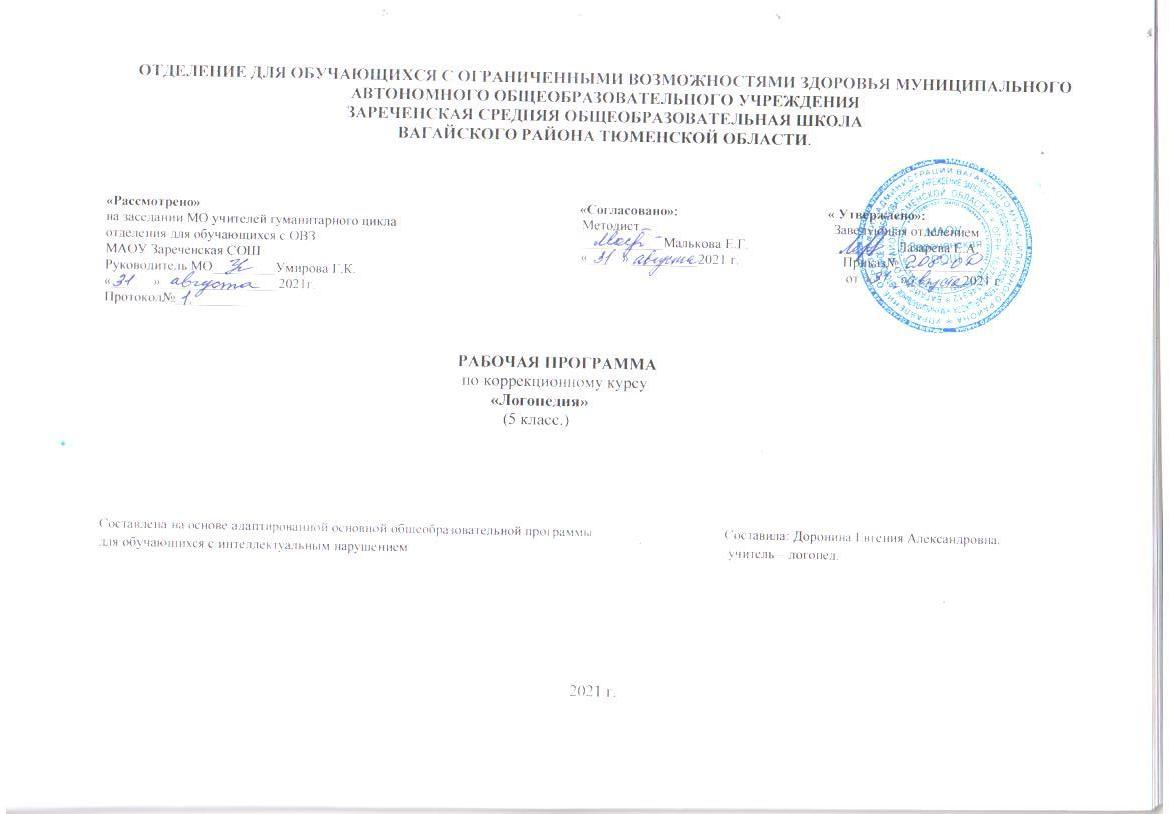 ОТДЕЛЕНИЕ ДЛЯ ОБУЧАЮЩИХСЯ С ОГРАНИЧЕННЫМИ ВОЗМОЖНОСТЯМИ ЗДОРОВЬЯ МУНИЦИПАЛЬНОГО
АВТОНОМНОГО ОБЩЕОБРАЗОВАТЕЛЬНОГО УЧРЕЖДЕНИЯ
ЗАРЕЧЕНСКАЯ СРЕДНЯЯ ОБЩЕОБРАЗОВАТЕЛЬНАЯ ШКОЛА
ВАГАЙСКОГО РАЙОНА ТЮМЕНСКОЙ ОБЛАСТИ.
«Рассмотрено»
на заседании МО учителей гуманитарного цикла
отделения для обучающихся с ОВЗ
МАОУ Зареченская СОШ
Руководитель МО Умирова Г.К.
« 31 » августа 2021г.
Протокол№ 1.
«Согласовано»:
Методист
Малькова Е.Г.
« 31 » августа 2021 г.
« Утверждено»:
Заведующая отделением
Лазарева Е.А.
Приказ№
от « 31 » августа 2021 г
РАБОЧАЯ ПРОГРАММА
по коррекционному курсу
«Логопедия»
(5 класс.)
Составлена на основе адаптированной основной общеобразовательной программы
для обучающихся с интеллектуальным нарушением
Составила: Доронина Евгения Александровна.
учитель – логопед.
2021 г.